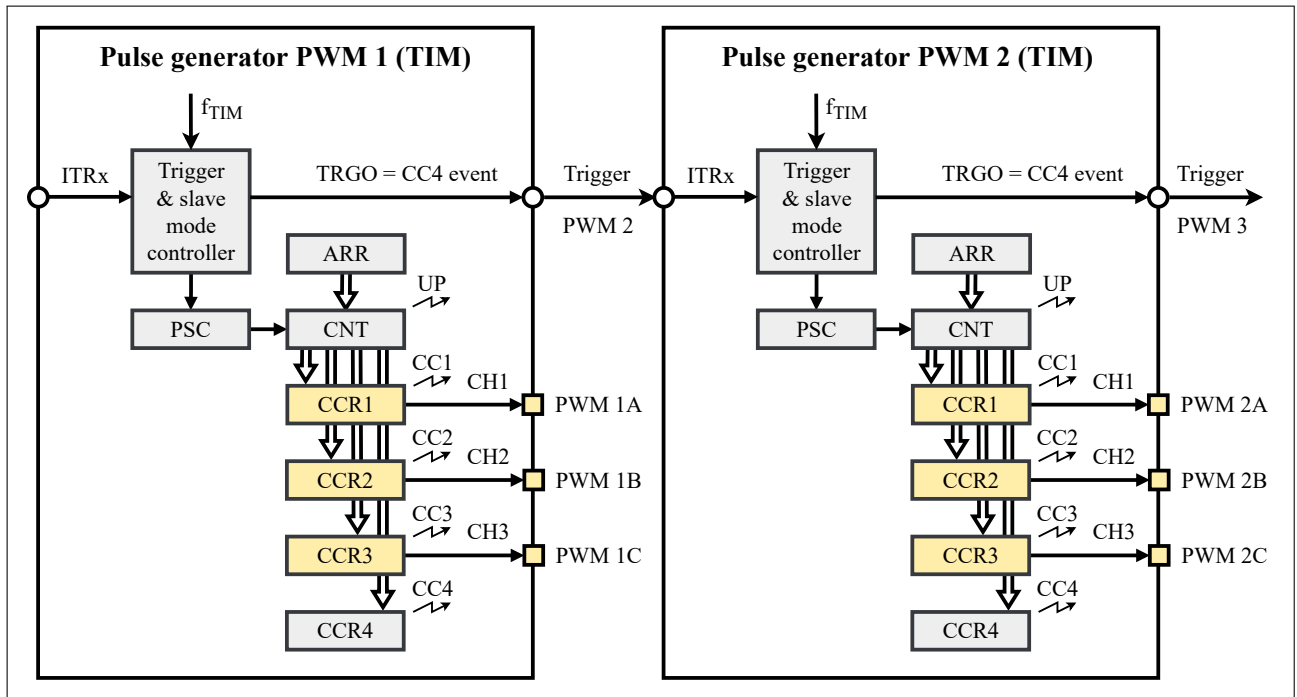 Pulse generator PWM 1 (TIM)
fTIM
ITRx
Trigger
& slave
mode
controller
TRGO = CC4 event
ARR
UP
PSC
CNT
CC1
CH1
CCR1
PWM 1A
CC2
CH2
CCR2
PWM 1B
CC3
CH3
CCR3
PWM 1C
CC4
CCR4
Trigger
PWM 2
Pulse generator PWM 2 (TIM)
fTIM
ITRx
Trigger
& slave
mode
controller
TRGO = CC4 event
ARR
UP
PSC
CNT
CC1
CH1
CCR1
PWM 2A
CC2
CH2
CCR2
PWM 2B
CC3
CH3
CCR3
PWM 2C
CC4
CCR4
Trigger
PWM 3